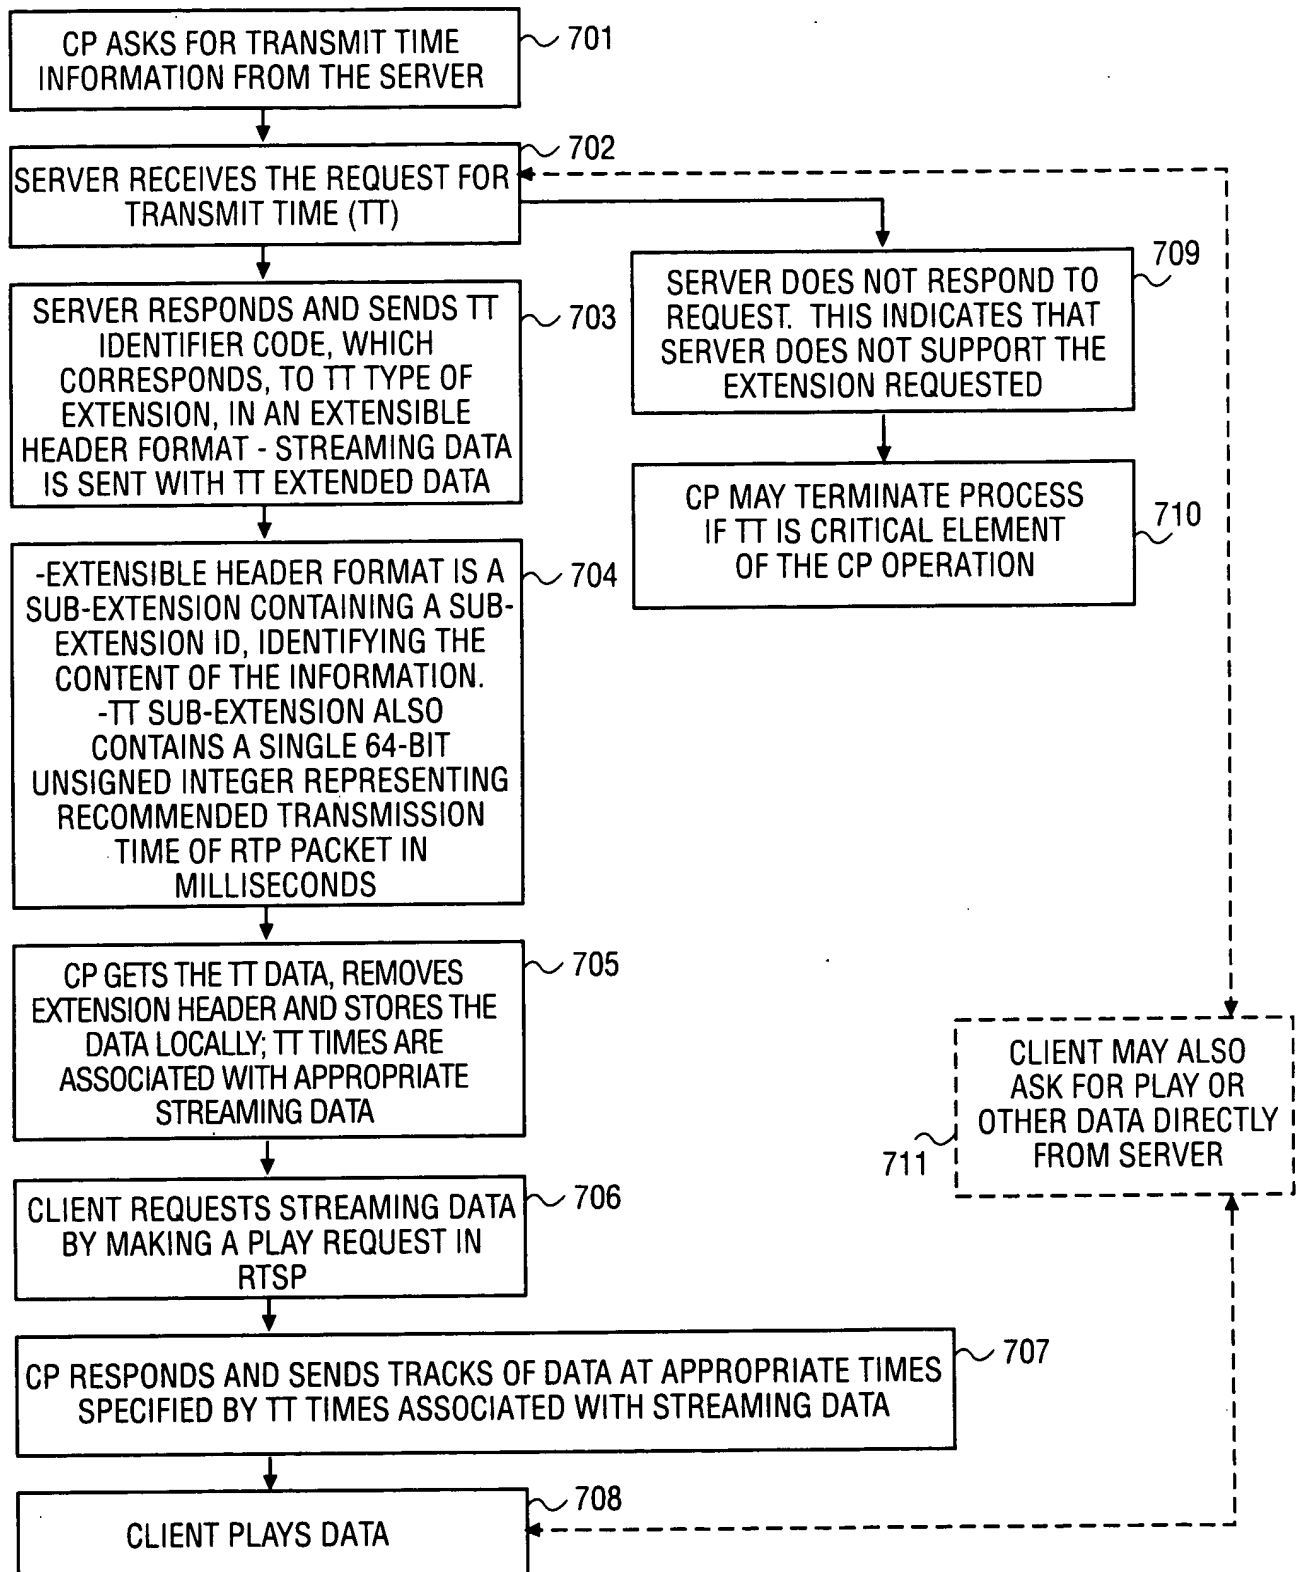 CP ASKS FOR TRANSMIT TIME
INFORMATION FROM THE SERVER
701
SERVER RECEIVES THE REQUEST FOR
TRANSMIT TIME (TT)
702
SERVER RESPONDS AND SENDS TT
IDENTIFIER CODE, WHICH
CORRESPONDS, TO TT TYPE OF
EXTENSION, IN AN EXTENSIBLE
HEADER FORMAT - STREAMING DATA
IS SENT WITH TT EXTENDED DATA
703
SERVER DOES NOT RESPOND TO
REQUEST. THIS INDICATES THAT
SERVER DOES NOT SUPPORT THE
EXTENSION REQUESTED
709
CP MAY TERMINATE PROCESS
IF TT IS CRITICAL ELEMENT
OF THE CP OPERATION
710
-EXTENSIBLE HEADER FORMAT IS A
SUB-EXTENSION CONTAINING A SUB-
EXTENSION ID, IDENTIFYING THE
CONTENT OF THE INFORMATION.
-TT SUB-EXTENSION ALSO
CONTAINS A SINGLE 64-BIT
UNSIGNED INTEGER REPRESENTING
RECOMMENDED TRANSMISSION
TIME OF RTP PACKET IN
MILLISECONDS
704
CP GETS THE TT DATA, REMOVES
EXTENSION HEADER AND STORES THE
DATA LOCALLY; TT TIMES ARE
ASSOCIATED WITH APPROPRIATE
STREAMING DATA
705
CLIENT MAY ALSO
ASK FOR PLAY OR
OTHER DATA DIRECTLY
FROM SERVER
711
CLIENT REQUESTS STREAMING DATA
BY MAKING A PLAY REQUEST IN
RTSP
706
CP RESPONDS AND SENDS TRACKS OF DATA AT APPROPRIATE TIMES
SPECIFIED BY TT TIMES ASSOCIATED WITH STREAMING DATA
707
CLIENT PLAYS DATA
708